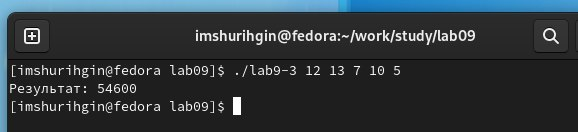 imshurihgin@fedora:~/work/study/lab09
[imshurihgin@fedora lab09]$ ./lab9-3 12 13 7 10 5
Результат: 54600
[imshurihgin@fedora lab09]$